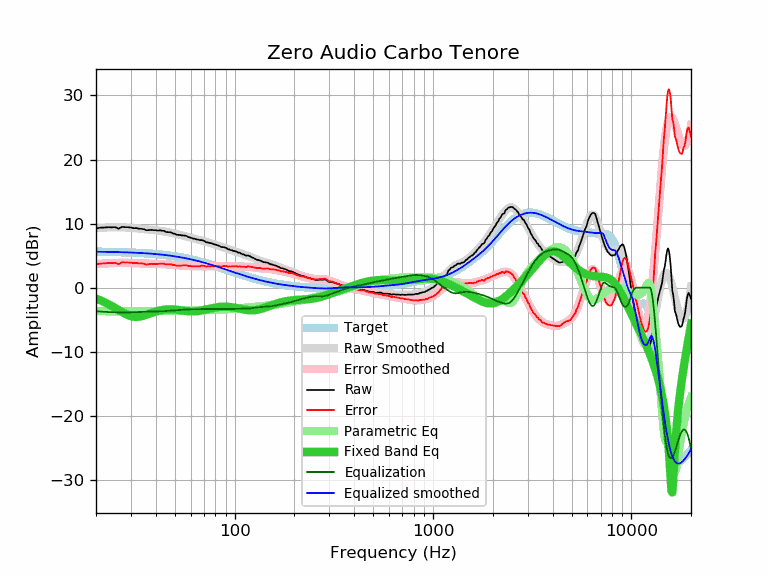 Zero Audio Carbo Tenore
30
20
10
0
−10
−20
−30
Amplitude (dBr)
Target
Raw Smoothed
Error Smoothed
Raw
Error
Parametric Eq
Fixed Band Eq
Equalization
Equalized smoothed
100 1000 10000
Frequency (Hz)